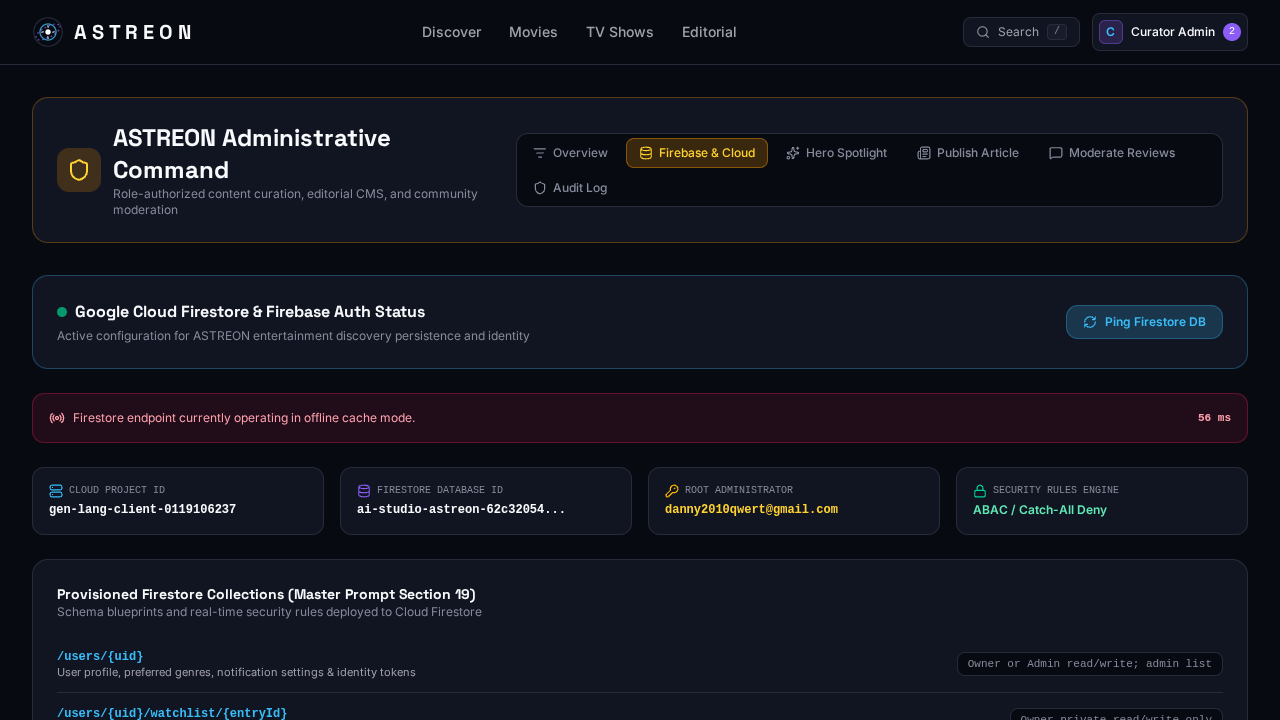 ASTREON
Discover
Movies
TV Shows
Editorial
Search /
C Curator Admin 2
ASTREON Administrative
Command
Role-authorized content curation, editorial CMS, and community
moderation
Overview
Firebase & Cloud
Hero Spotlight
Publish Article
Moderate Reviews
Audit Log
Google Cloud Firestore & Firebase Auth Status
Active configuration for ASTREON entertainment discovery persistence and identity
Ping Firestore DB
Firestore endpoint currently operating in offline cache mode.
56 ms
CLOUD PROJECT ID
gen-lang-client-0119106237
FIRESTORE DATABASE ID
ai-studio-astreon-62c32054...
ROOT ADMINISTRATOR
danny2010qwert@gmail.com
SECURITY RULES ENGINE
ABAC / Catch-All Deny
Provisioned Firestore Collections (Master Prompt Section 19)
Schema blueprints and real-time security rules deployed to Cloud Firestore
/users/{uid}
User profile, preferred genres, notification settings & identity tokens
Owner or Admin read/write; admin list
/users/{uid}/watchlist/{entryId}
Owner private read/write only